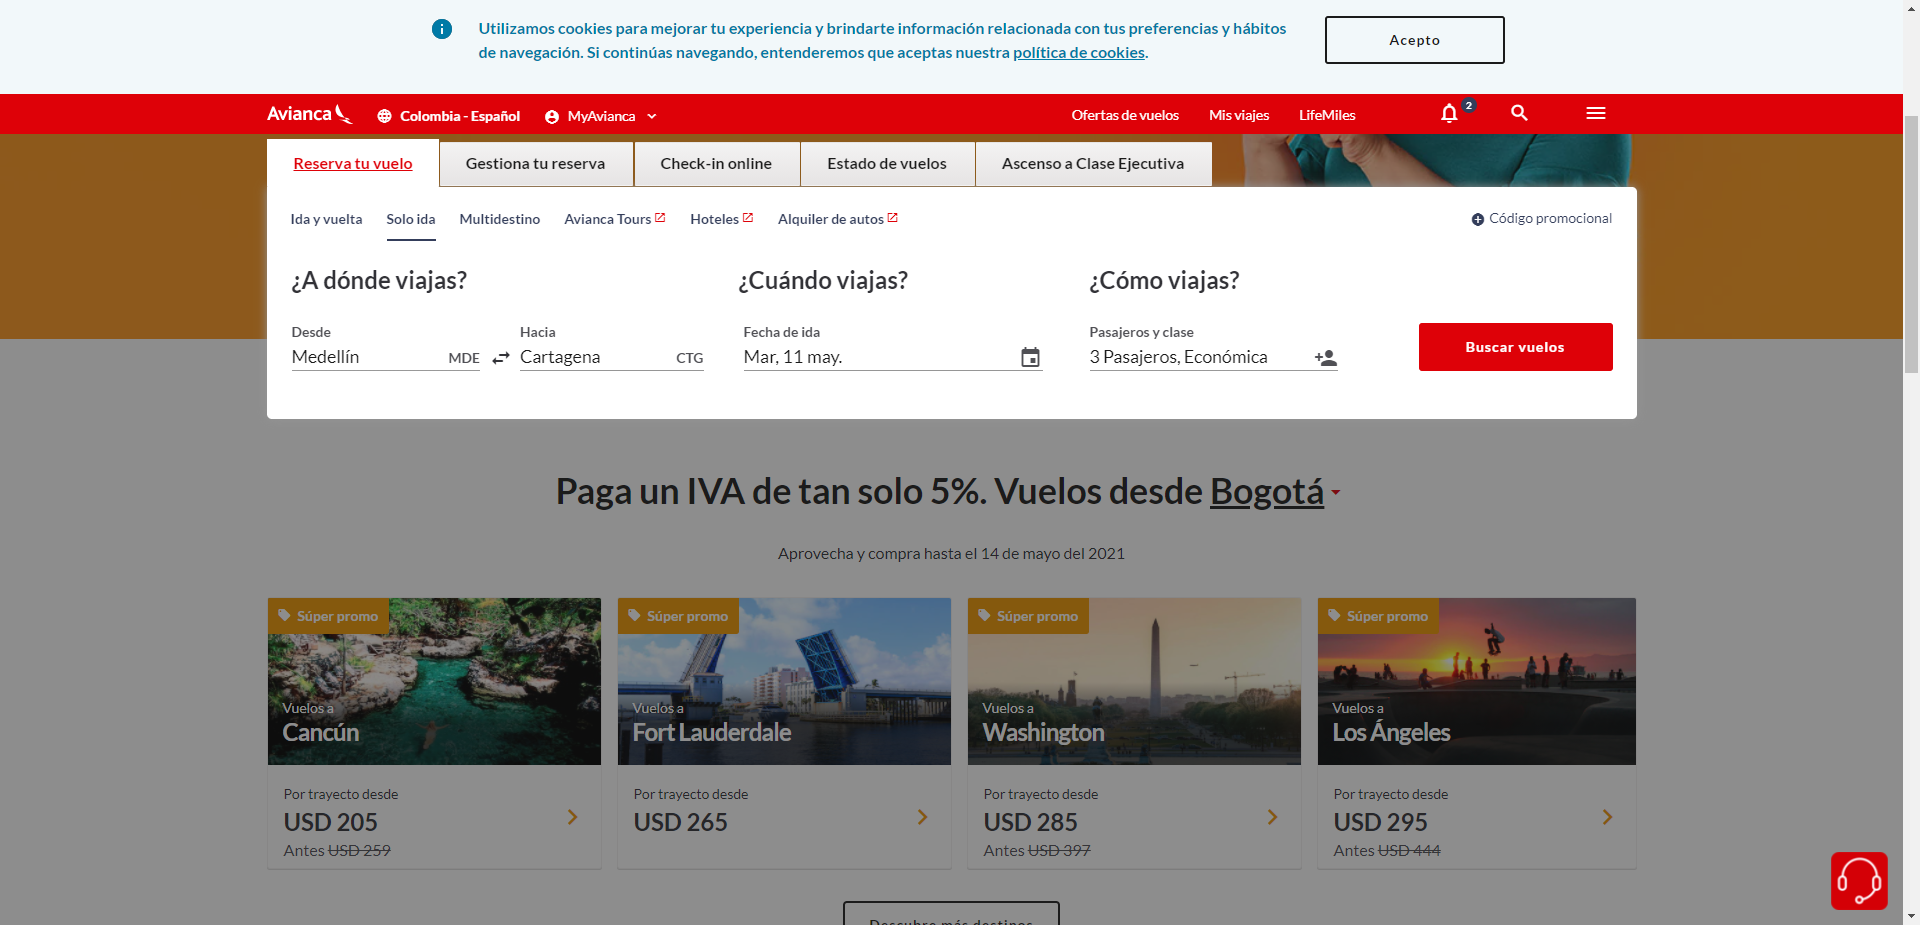 Utilizamos cookies para mejorar tu experiencia y brindarte información relacionada con tus preferencias y hábitos
de navegación. Si continúas navegando, entenderemos que aceptas nuestra política de cookies.
Acepto
Avianca
Colombia - Español
MyAvianca
Ofertas de vuelos
Mis viajes
LifeMiles
2
Reserva tu vuelo
Gestiona tu reserva
Check-in online
Estado de vuelos
Ascenso a Clase Ejecutiva
Ida y vuelta
Solo ida
Multidestino
Avianca Tours
Hoteles
Alquiler de autos
Código promocional
¿A dónde viajas?
¿Cuándo viajas?
¿Cómo viajas?
Desde
Hacia
Fecha de ida
Pasajeros y clase
Medellín MDE
Cartagena CTG
Mar, 11 may.
3 Pasajeros, Económica
Buscar vuelos
Paga un IVA de tan solo 5%. Vuelos desde Bogotá
Aprovecha y compra hasta el 14 de mayo del 2021
Súper promo
Vuelos a
Cancún
Por trayecto desde
USD 205
Antes USD 259
Súper promo
Vuelos a
Fort Lauderdale
Por trayecto desde
USD 265
Súper promo
Vuelos a
Washington
Por trayecto desde
USD 285
Antes USD 397
Súper promo
Vuelos a
Los Ángeles
Por trayecto desde
USD 295
Antes USD 444
Descubre más destinos